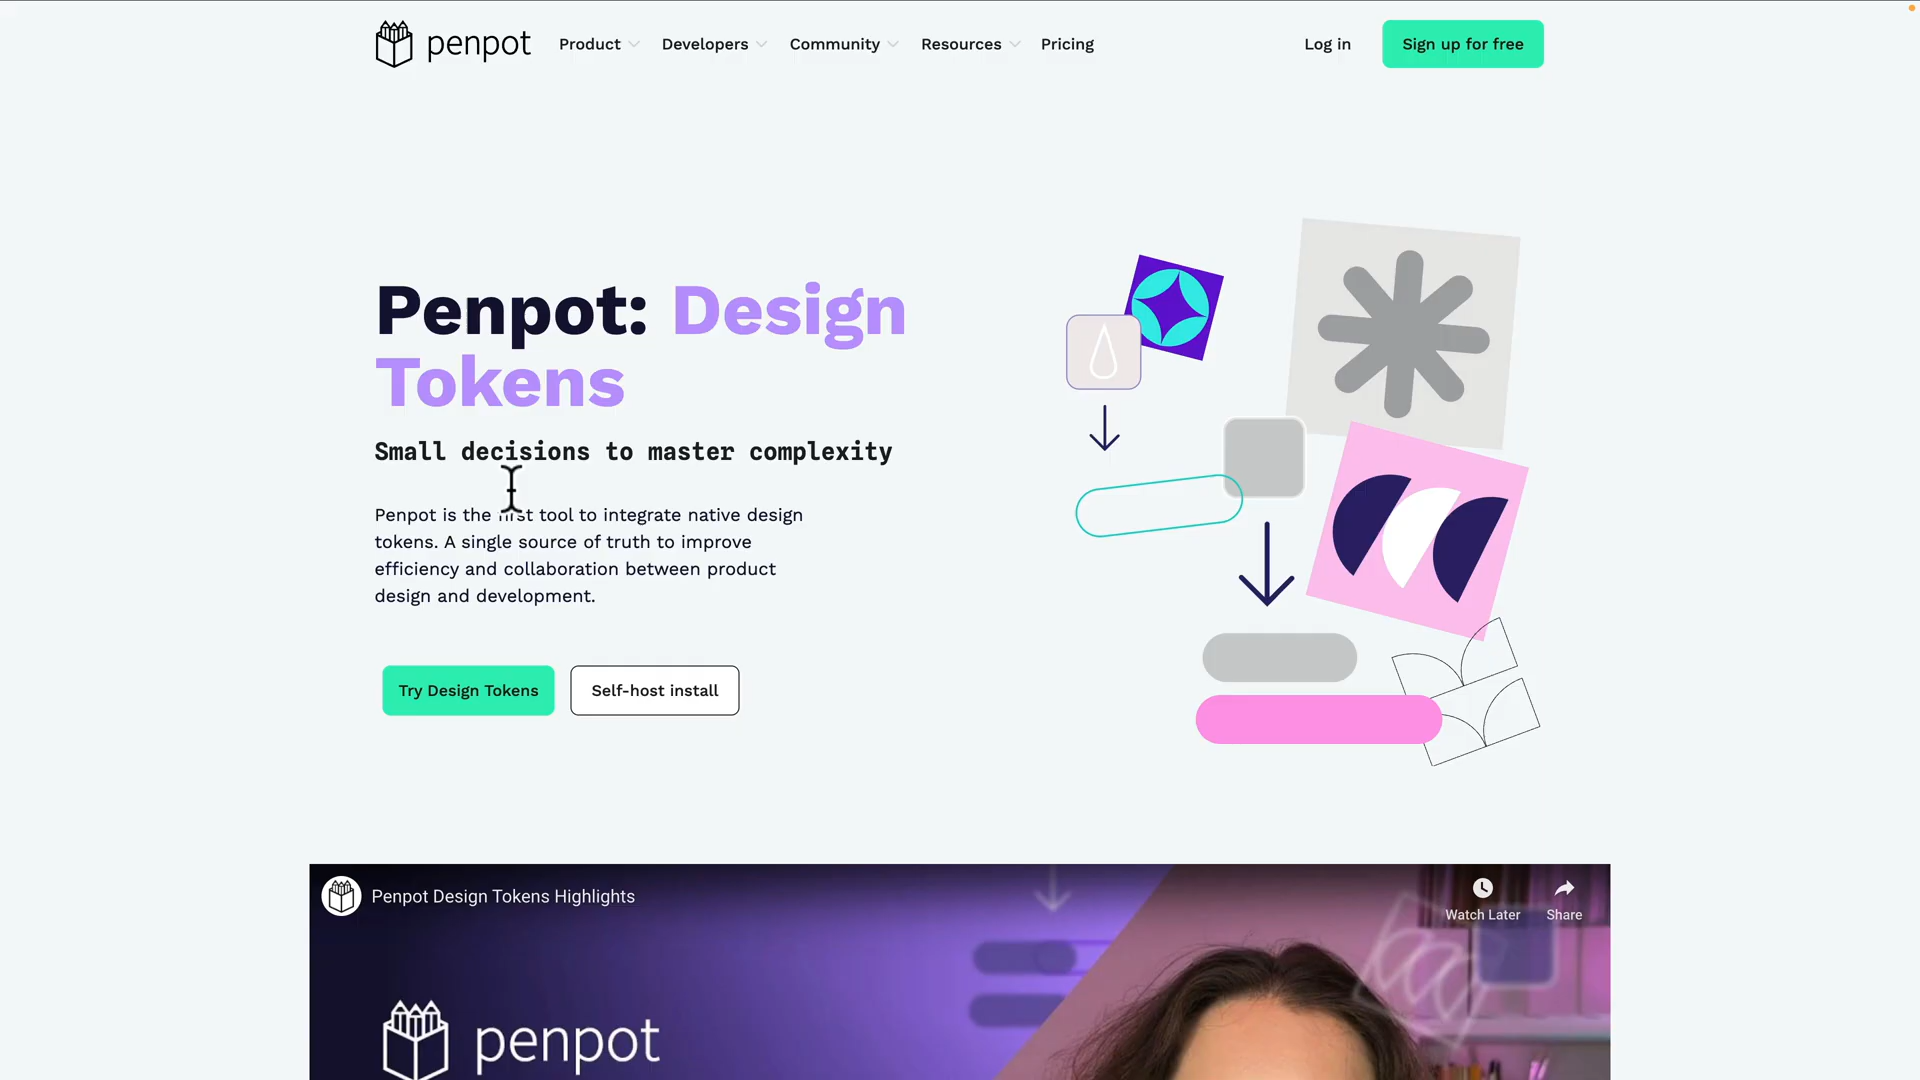 penpot
Product
Developers
Community
Resources
Pricing
Log in
Sign up for free
Penpot: Design
Tokens
Small decisions to master complexity
Penpot is the first tool to integrate native design
tokens. A single source of truth to improve
efficiency and collaboration between product
design and development.
Try Design Tokens
Self-host install
Penpot Design Tokens Highlights
Watch Later
Share
penpot